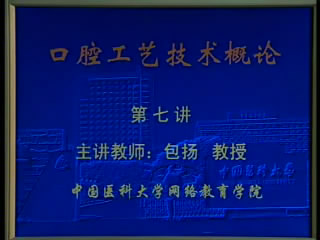 口腔工艺技术概论
第七讲
主讲教师：包扬 教授
中国医科大学网络教育学院